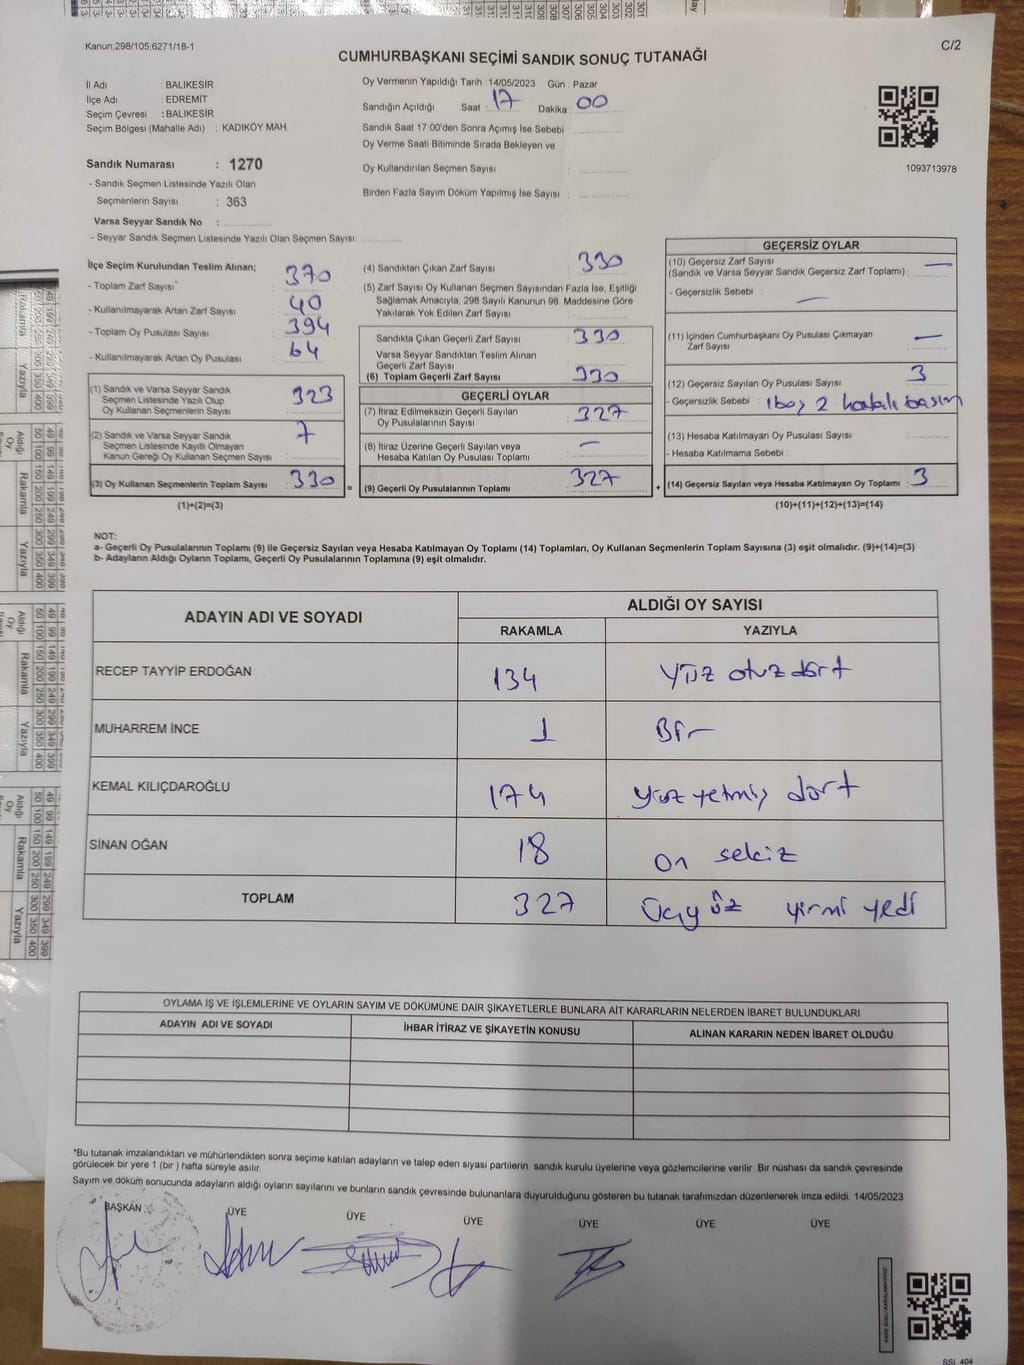 Kanun;298/105;6271/18-1
C/2
CUMHURBAŞKANI SEÇİMİ SANDIK SONUÇ TUTANAĞI
İl Adı : BALIKESİR
İlçe Adı : EDREMİT
Seçim Çevresi : BALIKESİR
Seçim Bölgesi (Mahalle Adı) : KADIKÖY MAH.
Sandık Numarası : 1270
- Sandık Seçmen Listesinde Yazılı Olan
Seçmenlerin Sayısı : 363
Varsa Seyyar Sandık No :
- Seyyar Sandık Seçmen Listesinde Yazılı Olan Seçmen Sayısı
Oy Vermenin Yapıldığı Tarih : 14/05/2023 Gün : Pazar
Sandığın Açıldığı Saat : 17 Dakika : 00
Sandık Saat 17:00'den Sonra Açımış İse Sebebi :
Oy Verme Saati Bitiminde Sırada Bekleyen ve
Oy Kullandırılan Seçmen Sayısı :
Birden Fazla Sayım Döküm Yapılmış İse Sayısı :
1093713978
İlçe Seçim Kurulundan Teslim Alınan;
- Toplam Zarf Sayısı : 370
- Kullanılmayarak Artan Zarf Sayısı : 40
- Toplam Oy Pusulası Sayısı : 394
- Kullanılmayarak Artan Oy Pusulası : 64
(1) Sandık ve Varsa Seyyar Sandık
Seçmen Listesinde Yazılı Olup
Oy Kullanan Seçmenlerin Sayısı : 323
(2) Sandık ve Varsa Seyyar Sandık
Seçmen Listesinde Kayıtlı Olmayan
Kanun Gereği Oy Kullanan Seçmen Sayısı : 7
(3) Oy Kullanan Seçmenlerin Toplam Sayısı : 330 =
(1)+(2)=(3)
(4) Sandıktan Çıkan Zarf Sayısı : 330
(5) Zarf Sayısı Oy Kullanan Seçmen Sayısından Fazla İse, Eşitliği
Sağlamak Amacıyla, 298 Sayılı Kanunun 98. Maddesine Göre
Yakılarak Yok Edilen Zarf Sayısı :
Sandıkta Çıkan Geçerli Zarf Sayısı : 330
Varsa Seyyar Sandıktan Teslim Alınan
Geçerli Zarf Sayısı :
(6) Toplam Geçerli Zarf Sayısı : 330
GEÇERLİ OYLAR
(7) İtiraz Edilmeksizin Geçerli Sayılan
Oy Pusulalarının Sayısı : 327
(8) İtiraz Üzerine Geçerli Sayılan veya
Hesaba Katılan Oy Pusulası Toplamı : —
(9) Geçerli Oy Pusulalarının Toplamı : 327 +
GEÇERSİZ OYLAR
(10) Geçersiz Zarf Sayısı —
(Sandık ve Varsa Seyyar Sandık Geçersiz Zarf Toplamı) :
- Geçersizlik Sebebi : —
(11) İçinden Cumhurbaşkanı Oy Pusulası Çıkmayan
Zarf Sayısı : —
(12) Geçersiz Sayılan Oy Pusulası Sayısı : 3
- Geçersizlik Sebebi : 1 boş 2 hatalı basım
(13) Hesaba Katılmayan Oy Pusulası Sayısı :
- Hesaba Katılmama Sebebi :
(14) Geçersiz Sayılan veya Hesaba Katılmayan Oy Toplamı : 3
(10)+(11)+(12)+(13)=(14)
NOT:
a- Geçerli Oy Pusulalarının Toplamı (9) ile Geçersiz Sayılan veya Hesaba Katılmayan Oy Toplamı (14) Toplamları, Oy Kullanan Seçmenlerin Toplam Sayısına (3) eşit olmalıdır. (9)+(14)=(3)
b- Adayların Aldığı Oyların Toplamı, Geçerli Oy Pusulalarının Toplamına (9) eşit olmalıdır.
ADAYIN ADI VE SOYADI
ALDIĞI OY SAYISI
RAKAMLA YAZIYLA
RECEP TAYYİP ERDOĞAN 134 Yüz otuz dört
MUHARREM İNCE 1 Bir
KEMAL KILIÇDAROĞLU 174 yüz yetmiş dört
SİNAN OĞAN 18 on sekiz
TOPLAM 327 Üçyüz yirmi yedi
OYLAMA İŞ VE İŞLEMLERİNE VE OYLARIN SAYIM VE DÖKÜMÜNE DAİR ŞİKAYETLERLE BUNLARA AİT KARARLARIN NELERDEN İBARET BULUNDUKLARI
ADAYIN ADI VE SOYADI İHBAR İTİRAZ VE ŞİKAYETİN KONUSU ALINAN KARARIN NEDEN İBARET OLDUĞU
*Bu tutanak imzalandıktan ve mühürlendikten sonra seçime katılan adayların ve talep eden siyasi partilerin sandık kurulu üyelerine veya gözlemcilerine verilir. Bir nüshası da sandık çevresinde
görülecek bir yere 1 (bir) hafta süreyle asılır.
Sayım ve döküm sonucunda adayların aldığı oyların sayılarını ve bunların sandık çevresinde bulunanlara duyurulduğunu gösteren bu tutanak tarafımızdan düzenlenerek imza edildi. 14/05/2023
BAŞKAN ÜYE ÜYE ÜYE ÜYE ÜYE ÜYE
KARE KODU KARALAMAYINIZ!
SSI 404